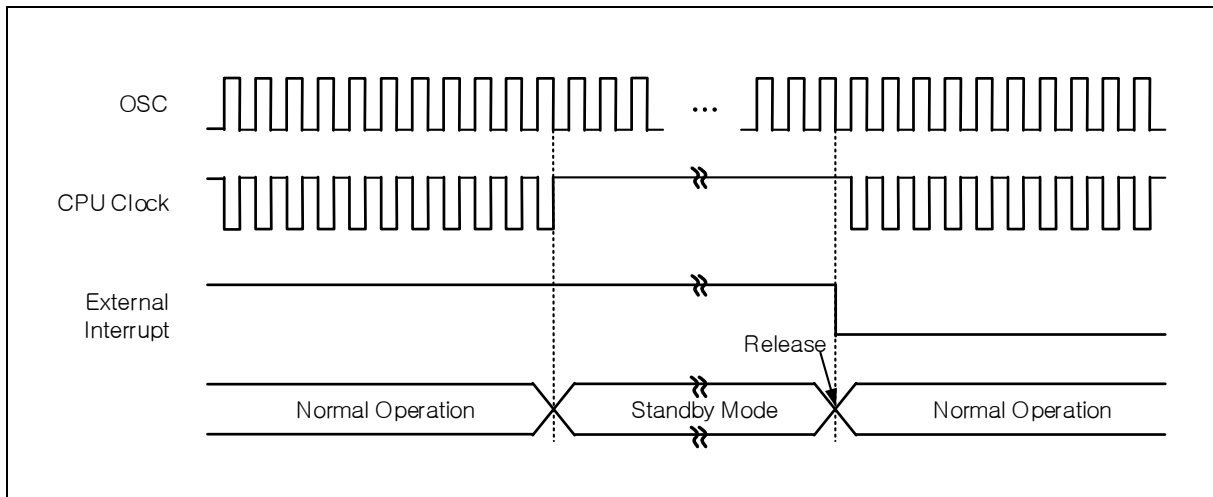 OSC
...
CPU Clock
External
Interrupt
Release
Normal Operation
Standby Mode
Normal Operation